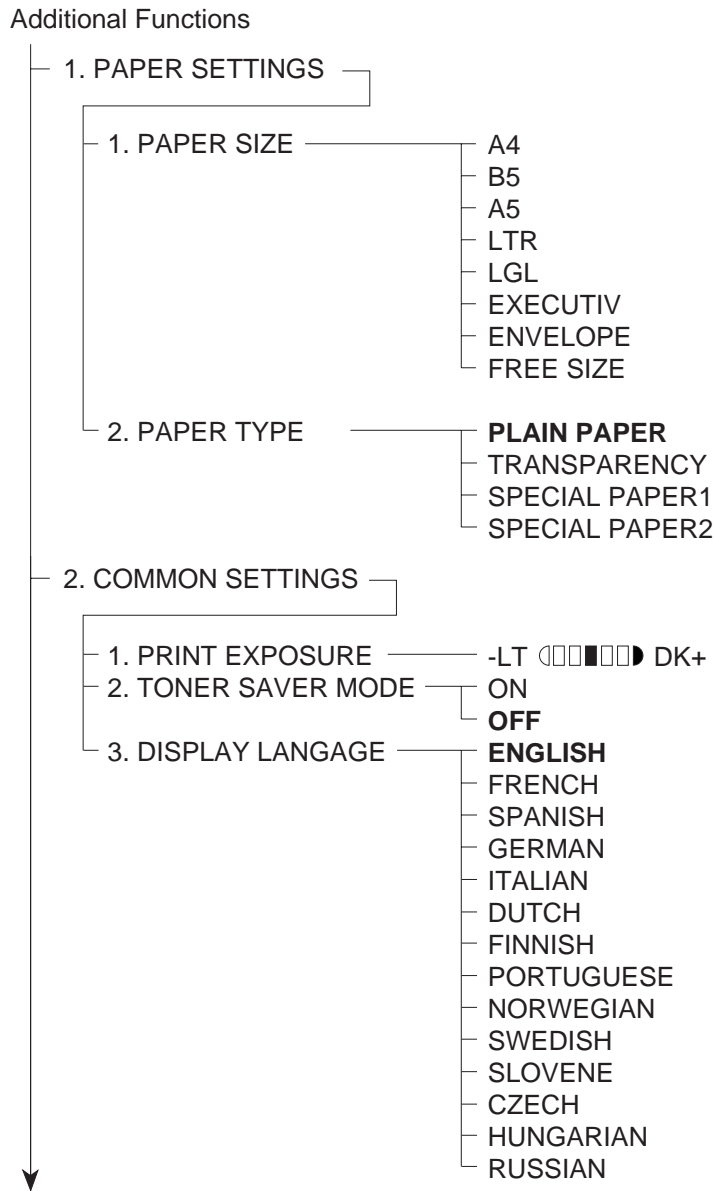 Additional Functions
1. PAPER SETTINGS
1. PAPER SIZE
A4
B5
A5
LTR
LGL
EXECUTIV
ENVELOPE
FREE SIZE
2. PAPER TYPE
PLAIN PAPER
TRANSPARENCY
SPECIAL PAPER1
SPECIAL PAPER2
2. COMMON SETTINGS
1. PRINT EXPOSURE
-LT DK+
2. TONER SAVER MODE
ON
OFF
3. DISPLAY LANGAGE
ENGLISH
FRENCH
SPANISH
GERMAN
ITALIAN
DUTCH
FINNISH
PORTUGUESE
NORWEGIAN
SWEDISH
SLOVENE
CZECH
HUNGARIAN
RUSSIAN